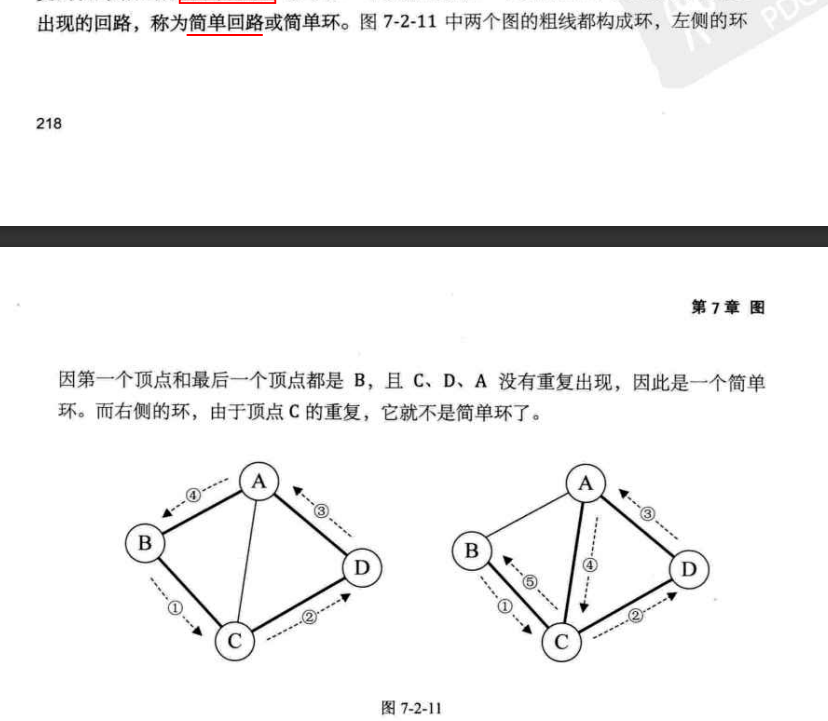 出现的回路，称为简单回路或简单环。图 7-2-11 中两个图的粗线都构成环，左侧的环
218
第 7 章 图
因第一个顶点和最后一个顶点都是 B，且 C、D、A 没有重复出现，因此是一个简单
环。而右侧的环，由于顶点 C 的重复，它就不是简单环了。
A
④
③
B
D
①
②
C
A
③
B
④
⑤
D
①
②
C
图 7-2-11